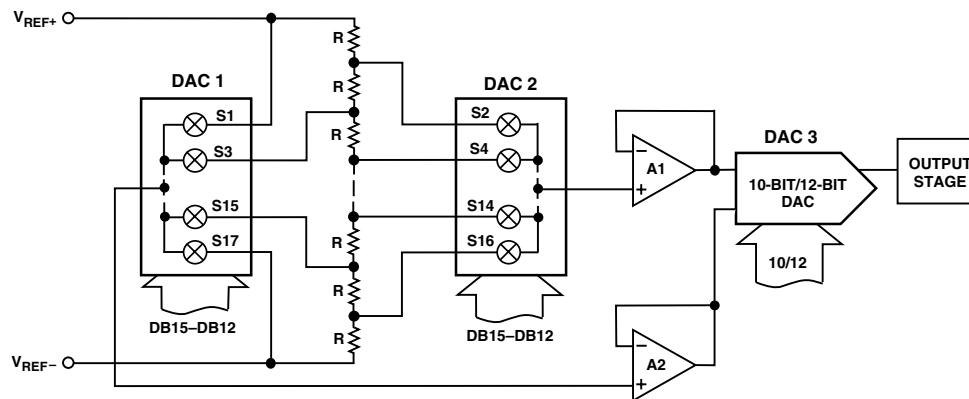 VREF+
R
R
R
DAC 1
S1
S3
S15
S17
DB15–DB12
R
R
R
VREF–
DAC 2
S2
S4
S14
S16
DB15–DB12
–
A1
+
–
A2
+
DAC 3
10-BIT/12-BIT
DAC
10/12
OUTPUT
STAGE